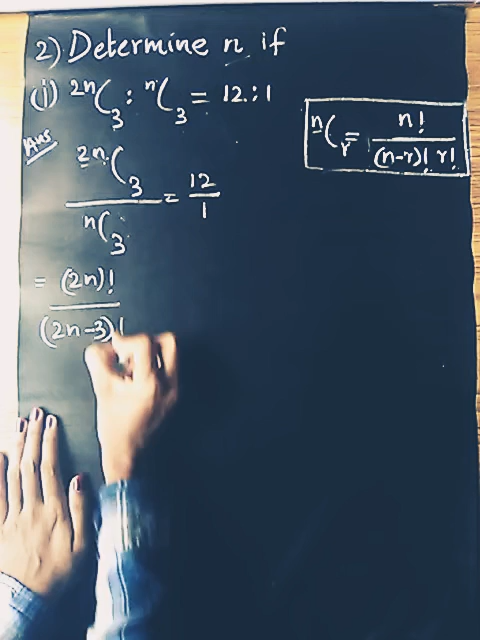 2) Determine n if
(i) ²ⁿC₃ : ⁿC₃ = 12 : 1
ⁿCᵣ = n! / (n-r)! r!
Ans
²ⁿC₃ / ⁿC₃ = 12 / 1
= (2n)! / (2n-3)!